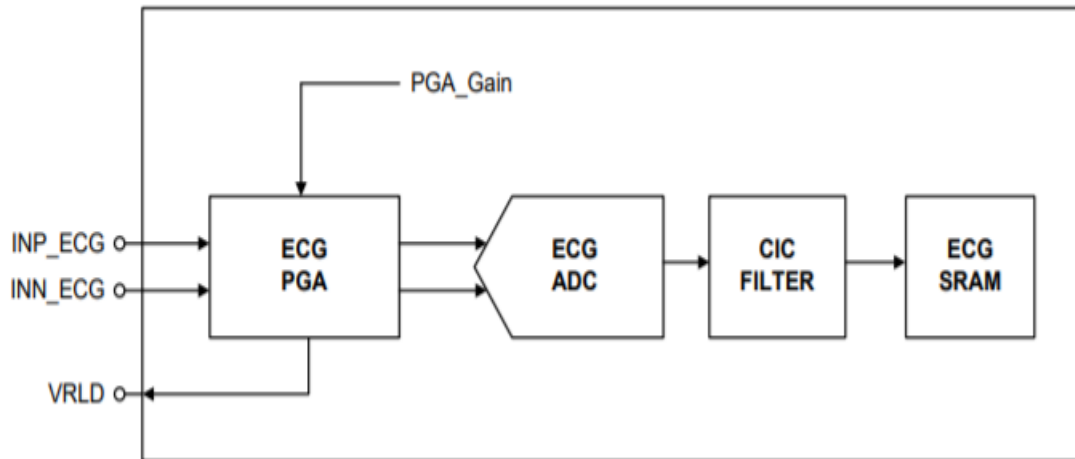 PGA_Gain
INP_ECG
INN_ECG
ECG
PGA
ECG
ADC
CIC
FILTER
ECG
SRAM
VRLD